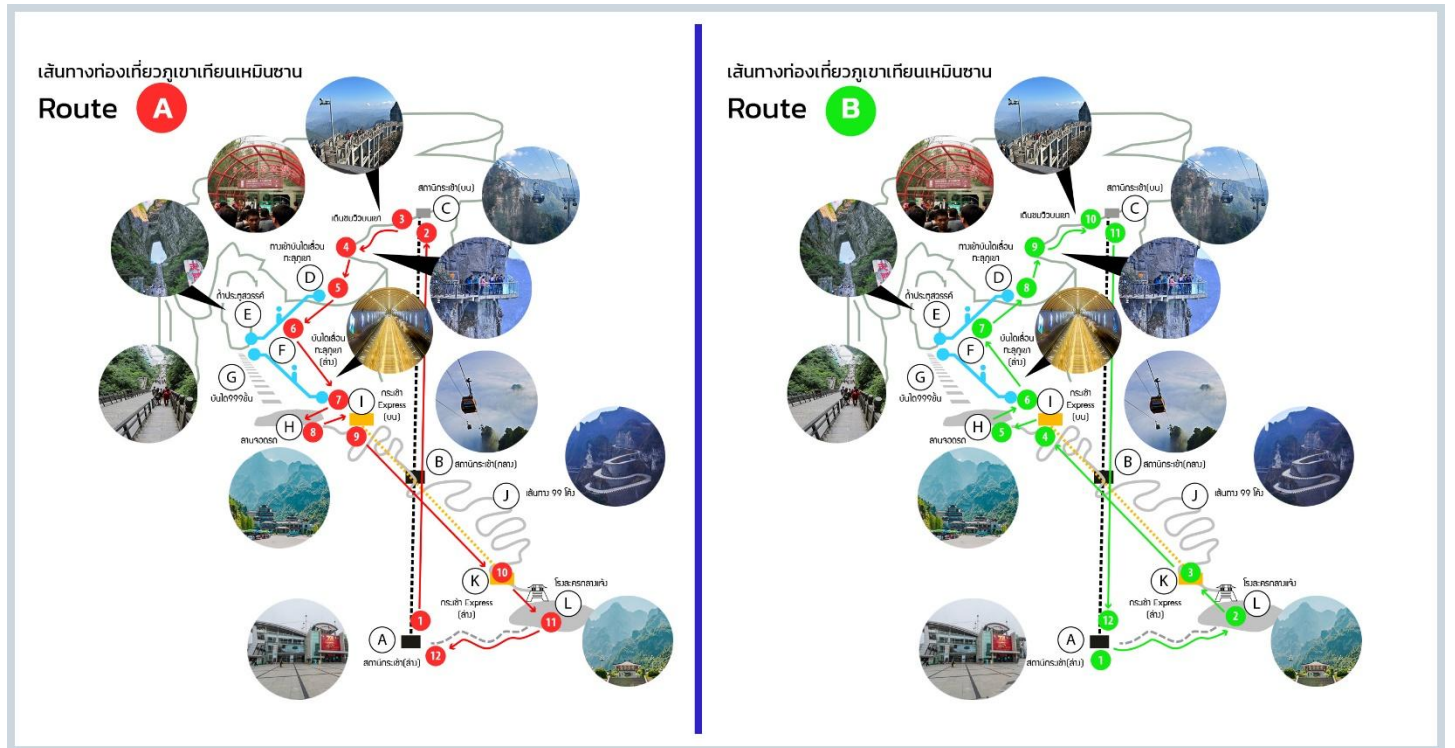 เส้นทางท่องเที่ยวภูเขาเทียนเหมินซาน
Route A
สถานีกระเช้า(บน)
C
เดินชมวิวบนเขา
3
2
4
ทางเข้าบันไดเลื่อน
ทะลุภูเขา
D
5
ถ้ำประตูสวรรค์
E
6
F
บันไดเลื่อน
ทะลุภูเขา
(ล่าง)
G
บันได999ขั้น
7
I
กระเช้า
Express
(บน)
H
8
9
ลานจอดรถ
B
สถานีกระเช้า(กลาง)
J
เส้นทาง 99 โค้ง
K
10
กระเช้า Express
(ล่าง)
โรงละครกลางแจ้ง
L
1
11
A
12
สถานีกระเช้า(ล่าง)
เส้นทางท่องเที่ยวภูเขาเทียนเหมินซาน
Route B
สถานีกระเช้า(บน)
C
เดินชมวิวบนเขา
10
11
9
ทางเข้าบันไดเลื่อน
ทะลุภูเขา
D
8
ถ้ำประตูสวรรค์
E
7
F
บันไดเลื่อน
ทะลุภูเขา
(ล่าง)
G
บันได999ขั้น
6
I
กระเช้า
Express
(บน)
H
5
4
ลานจอดรถ
B
สถานีกระเช้า(กลาง)
J
เส้นทาง 99 โค้ง
K
3
กระเช้า Express
(ล่าง)
โรงละครกลางแจ้ง
L
12
2
A
1
สถานีกระเช้า(ล่าง)